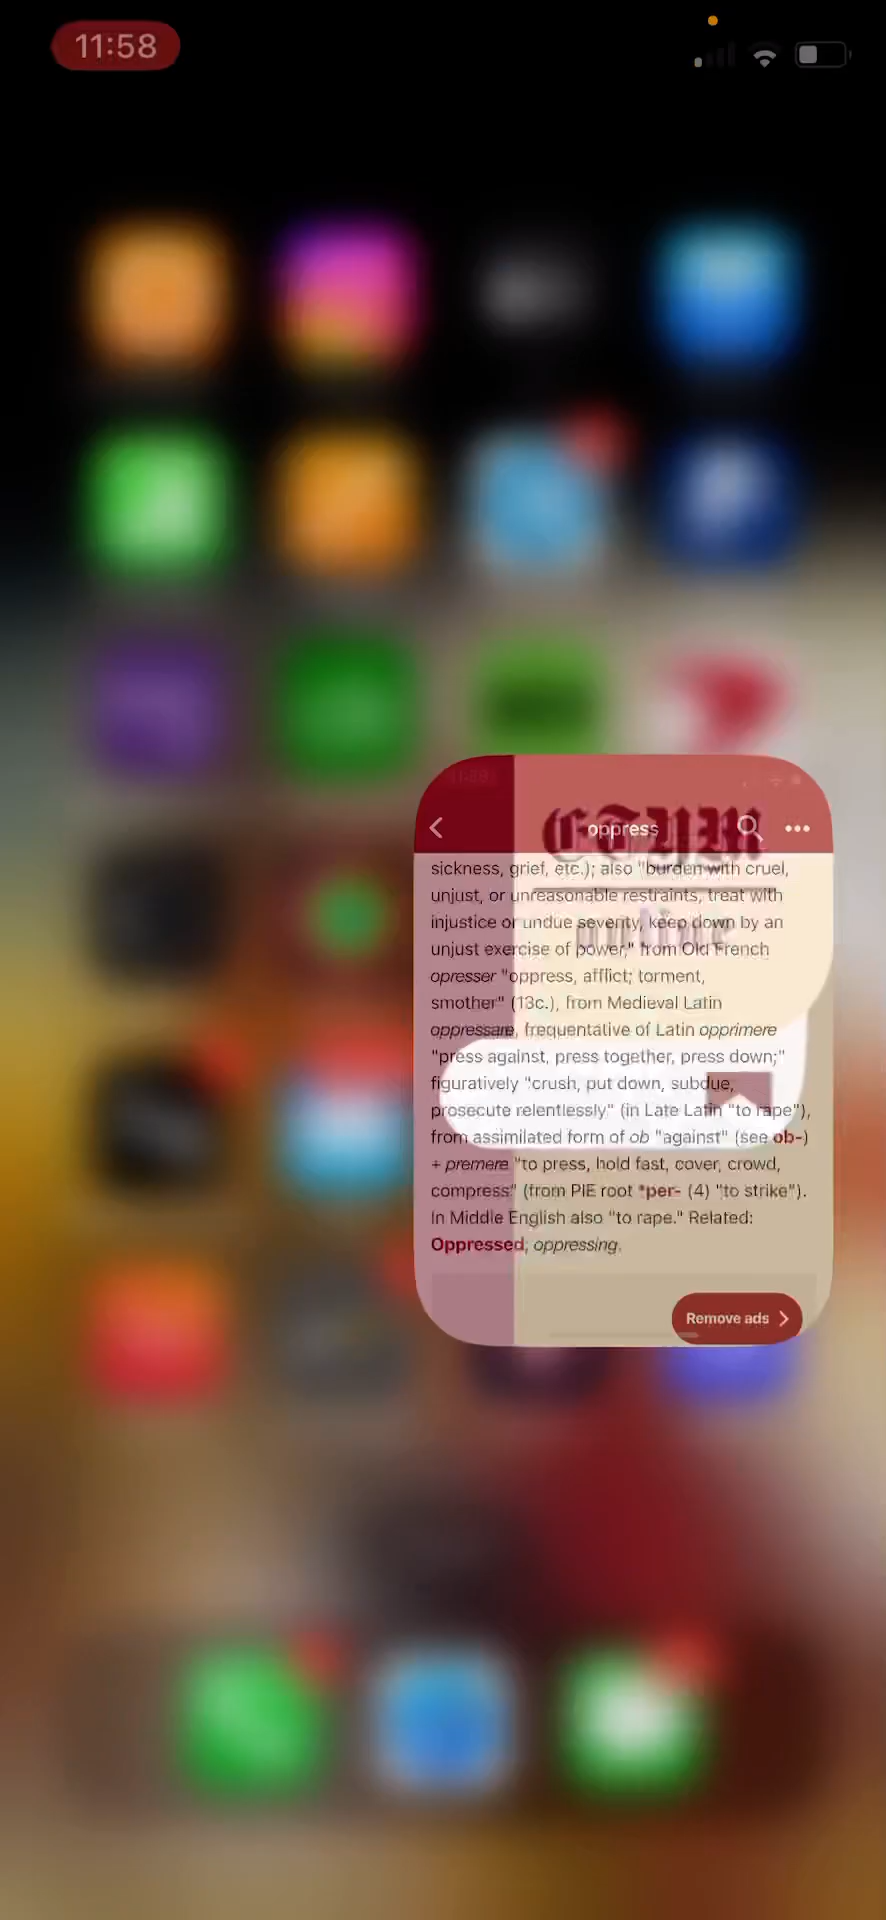 11:58
oppress
ETYM
online
sickness, grief, etc.); also "burden with cruel,
unjust, or unreasonable restraints, treat with
injustice or undue severity, keep down by an
unjust exercise of power," from Old French
opresser "oppress, afflict; torment,
smother" (13c.), from Medieval Latin
oppressare, frequentative of Latin opprimere
"press against, press together, press down;"
figuratively "crush, put down, subdue,
prosecute relentlessly" (in Late Latin "to rape"),
from assimilated form of ob "against" (see ob-)
+ premere "to press, hold fast, cover, crowd,
compress" (from PIE root *per- (4) "to strike").
In Middle English also "to rape." Related:
Oppressed; oppressing.
Remove ads